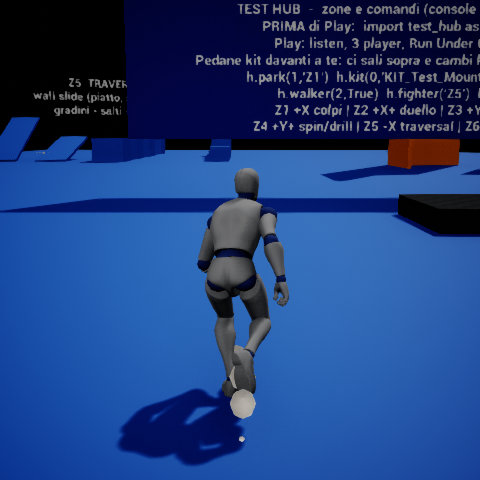 TEST HUB - zone e comandi (console
PRIMA di Play: import test_hub as
Play: listen, 3 player, Run Under
Pedane kit davanti a te: ci sali sopra e cambi
h.park(1,'Z1') h.kit(0,'KIT_Test_Mount
h.walker(2,True) h.fighter('Z5')
Z1 +X colpi | Z2 +X+ duello | Z3 +Y
Z4 +Y+ spin/drill | Z5 -X traversal | Z6
Z5 TRAVER
wall slide (piatto,
gradini - salti